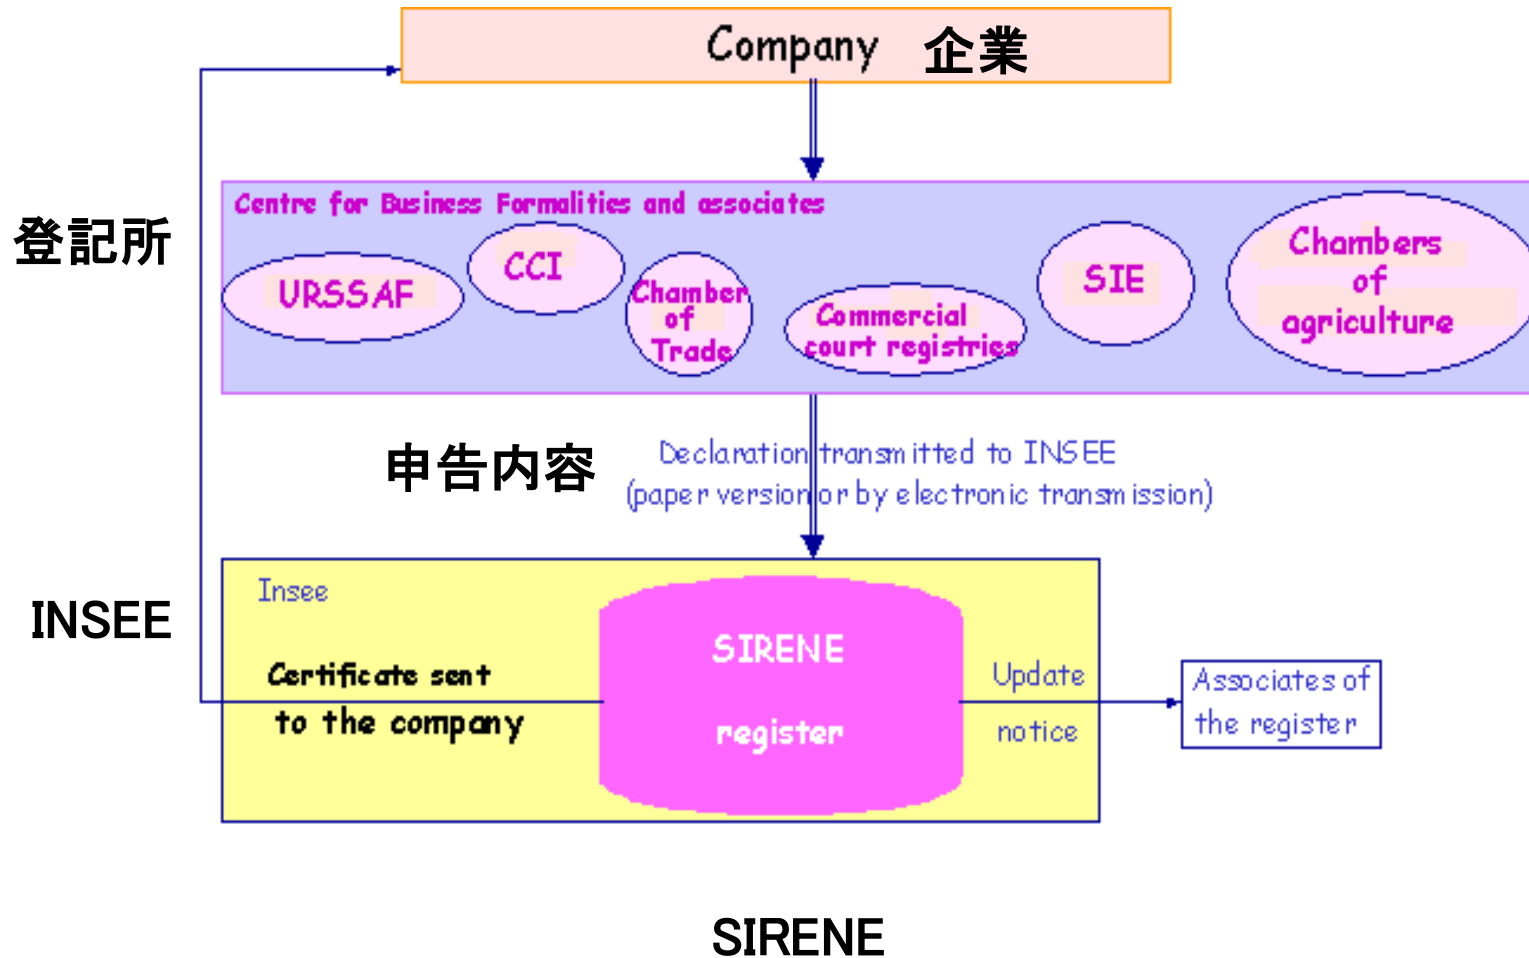 Company 企業
登記所
Centre for Business Formalities and associates
URSSAF
CCI
Chamber
of
Trade
Commercial
court registries
SIE
Chambers
of
agriculture
申告内容
Declaration transmitted to INSEE
(paper version or by electronic transmission)
INSEE
Insee
Certificate sent
to the company
SIRENE
register
Update
notice
Associates of
the register
SIRENE